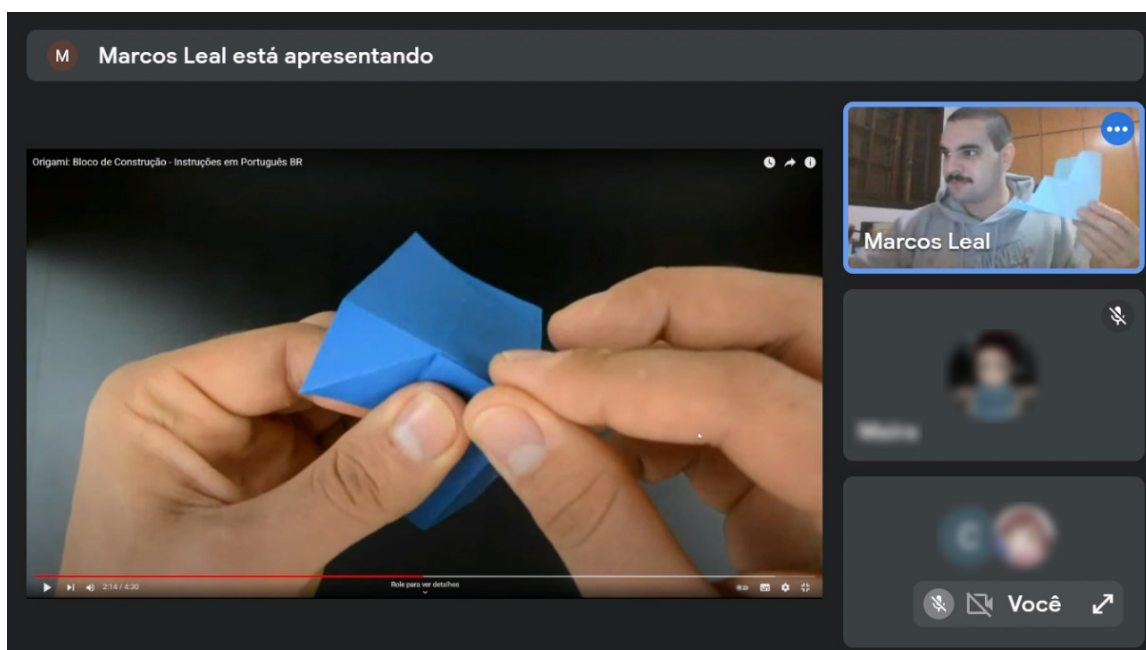 M Marcos Leal está apresentando
Origami: Bloco de Construção - Instruções em Português BR
2:14 / 4:30
Role para ver detalhes
Marcos Leal
C
Você